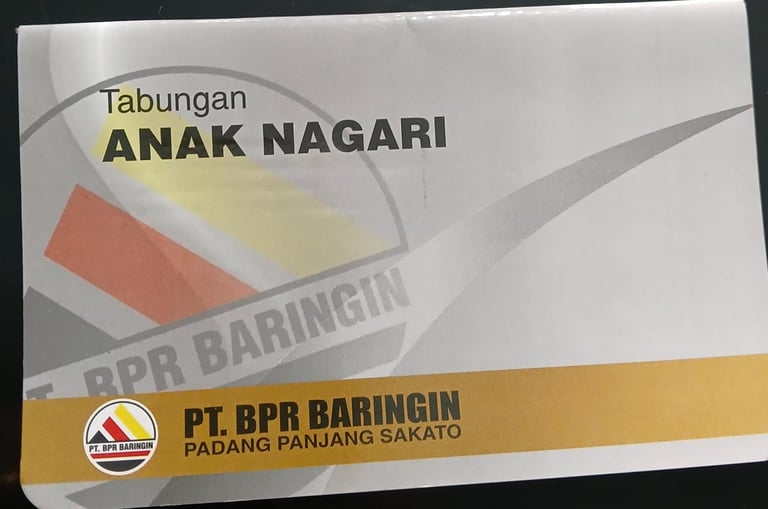 Tabungan
ANAK NAGARI
PT. BPR BARINGIN
PT. BPR BARINGIN
PT. BPR BARINGIN
PADANG PANJANG SAKATO